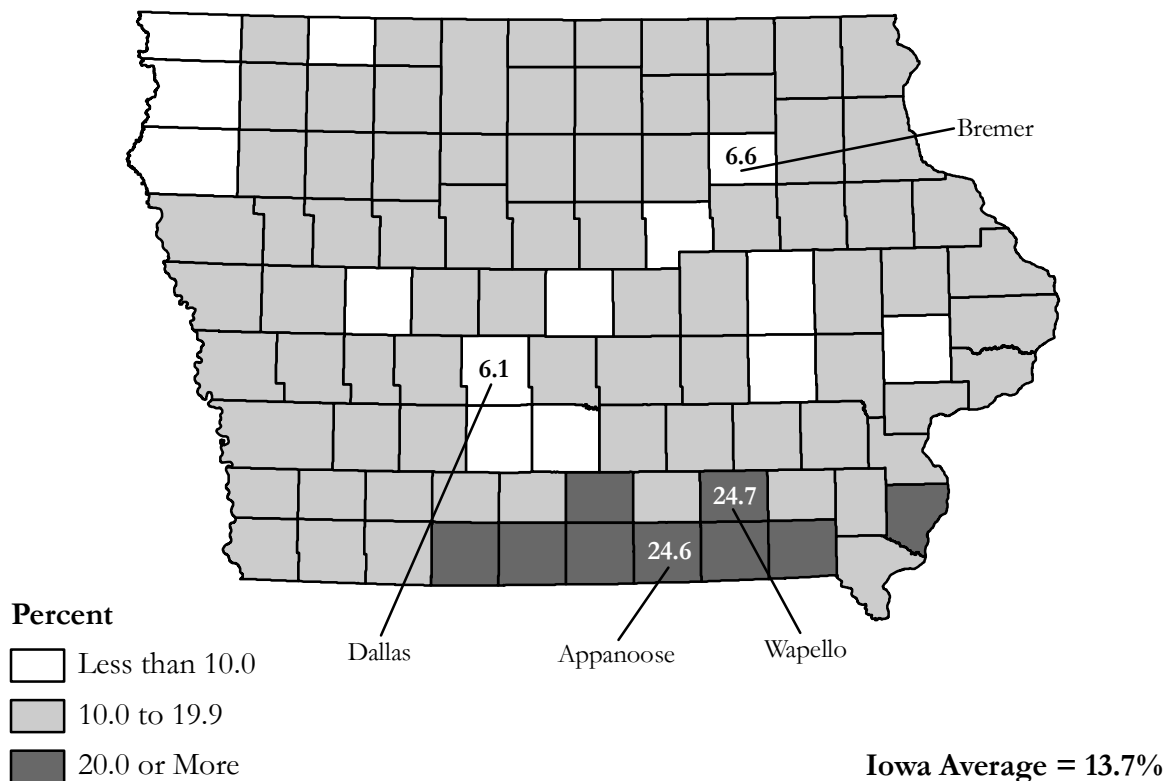 Bremer
6.6
6.1
24.7
24.6
Dallas
Appanoose
Wapello
Percent
Less than 10.0
10.0 to 19.9
20.0 or More
Iowa Average = 13.7%